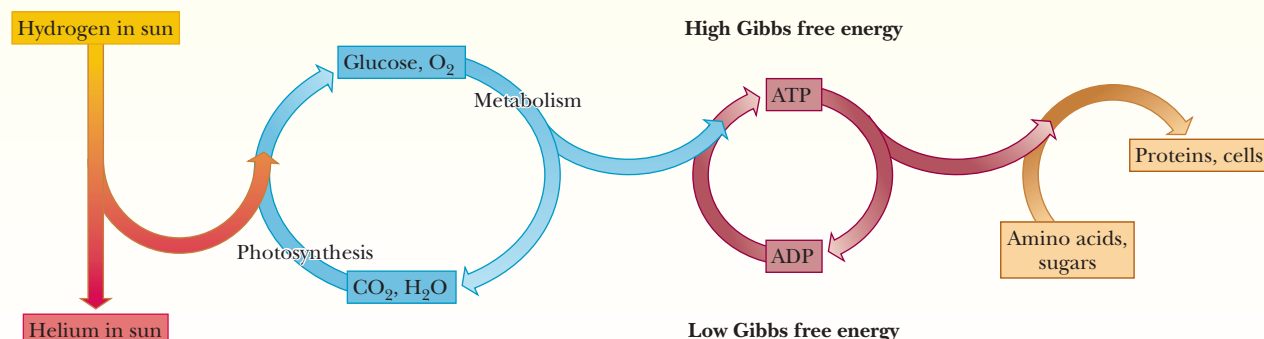 Hydrogen in sun
High Gibbs free energy
Glucose, O₂
Metabolism
ATP
Proteins, cells
Photosynthesis
Amino acids,
sugars
ADP
CO₂, H₂O
Helium in sun
Low Gibbs free energy